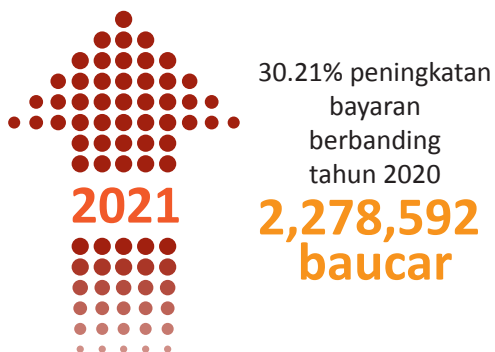 2021
30.21% peningkatan
bayaran
berbanding
tahun 2020
2,278,592
baucar